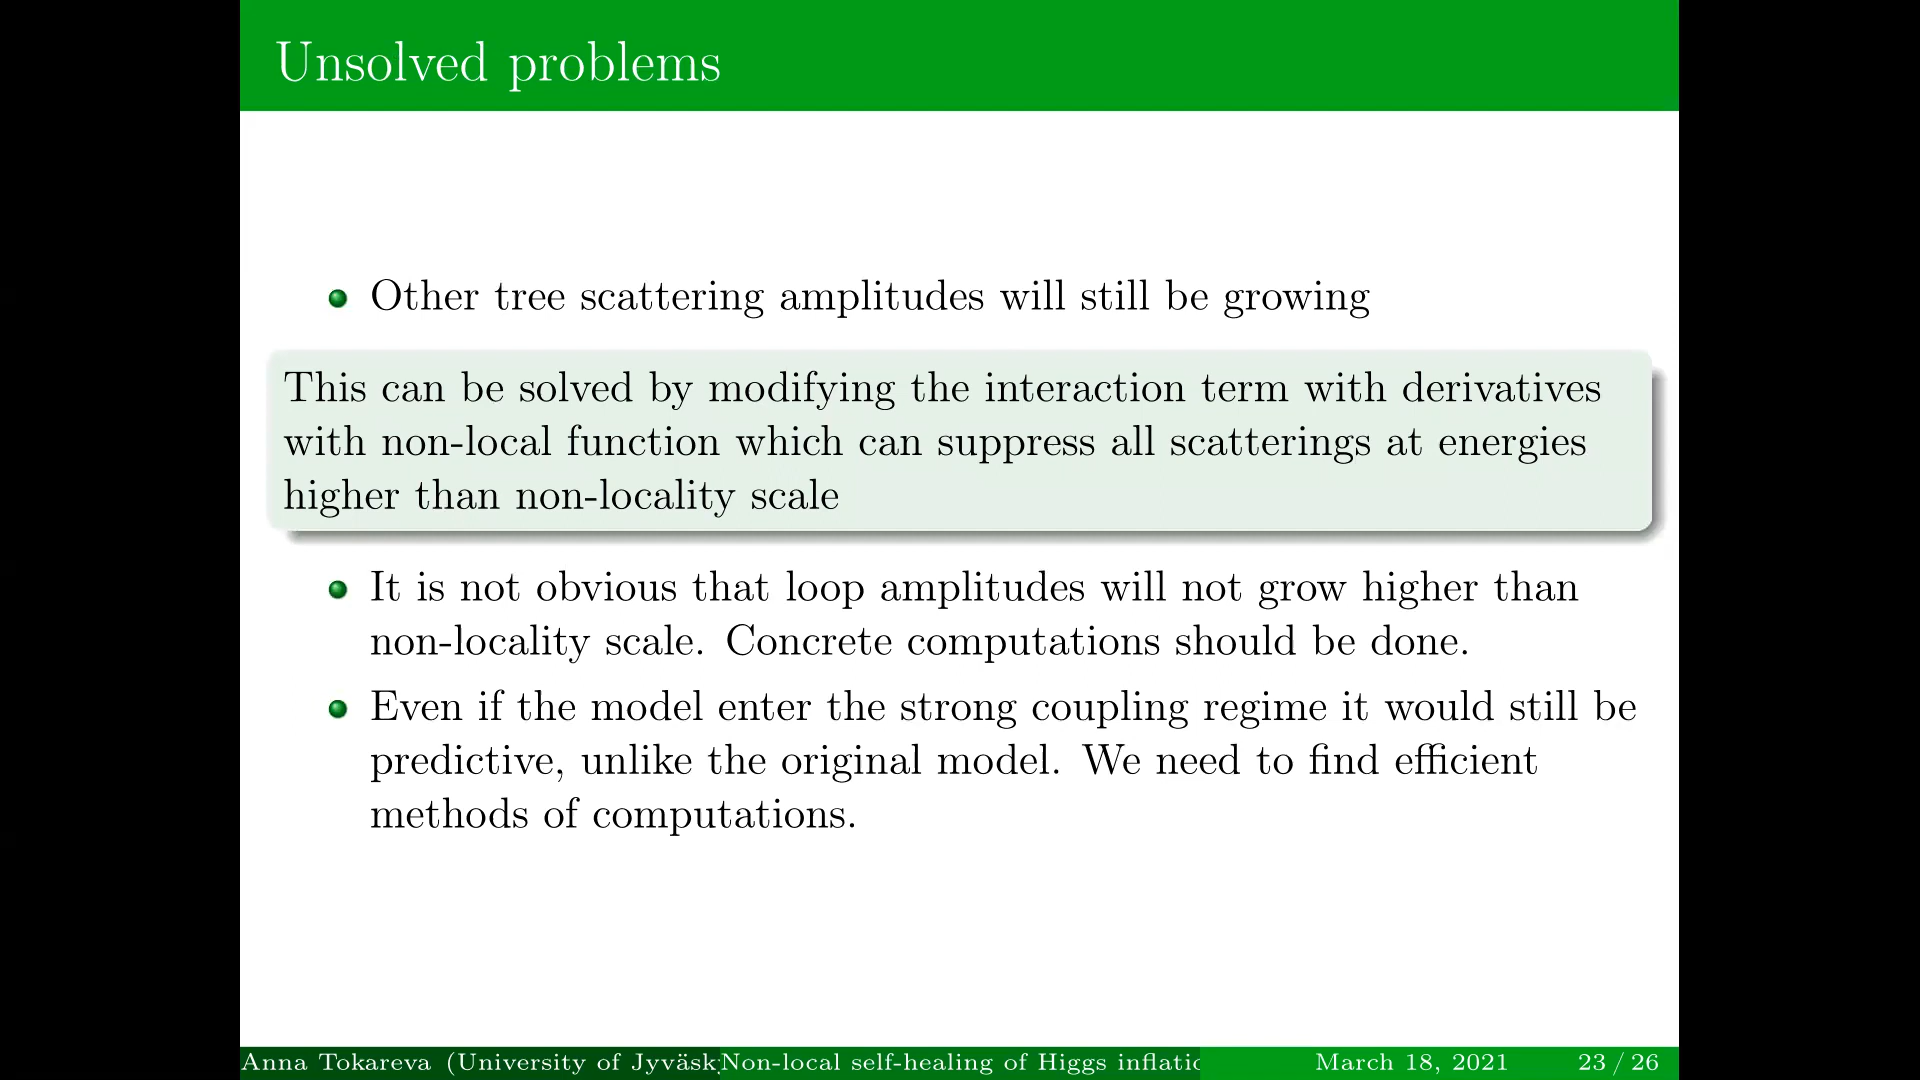 Unsolved problems
Other tree scattering amplitudes will still be growing
This can be solved by modifying the interaction term with derivatives
with non-local function which can suppress all scatterings at energies
higher than non-locality scale
It is not obvious that loop amplitudes will not grow higher than
non-locality scale. Concrete computations should be done.
Even if the model enter the strong coupling regime it would still be
predictive, unlike the original model. We need to find efficient
methods of computations.
Anna Tokareva (University of Jyväsk Non-local self-healing of Higgs inflatic March 18, 2021 23 / 26